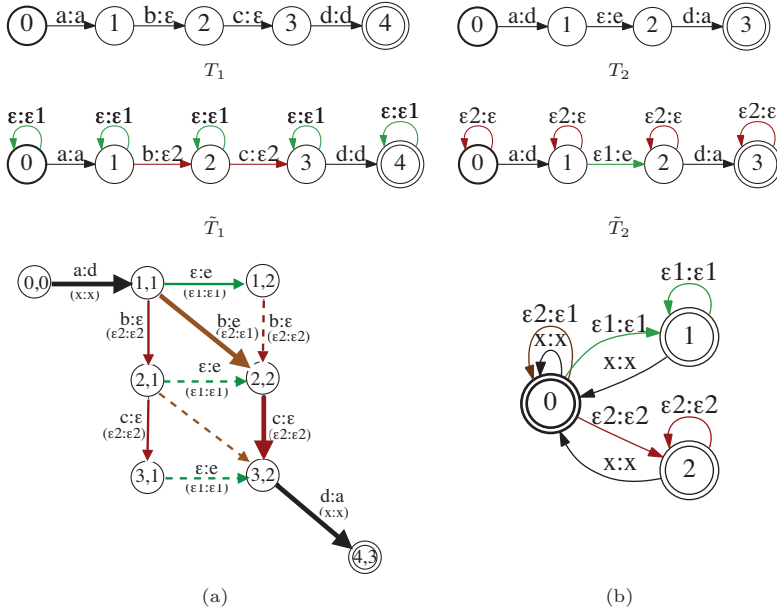 a:a b:ε c:ε d:d
0 1 2 3 4
T1
a:d ε:e d:a
0 1 2 3
T2
ε:ε1 ε:ε1 ε:ε1 ε:ε1 ε:ε1
a:a b:ε2 c:ε2 d:d
0 1 2 3 4
T̃1
ε2:ε ε2:ε ε2:ε ε2:ε
a:d ε1:e d:a
0 1 2 3
T̃2
0,0
a:d
(x:x)
1,1
ε:e
(ε1:ε1)
1,2
b:ε
(ε2:ε2
b:e
(ε2:ε1)
b:ε
(ε2:ε2)
2,1
ε:e
(ε1:ε1)
2,2
c:ε
(ε2:ε2)
c:ε
(ε2:ε2)
3,1
ε:e
(ε1:ε1)
3,2
d:a
(x:x)
4,3
(a)
ε1:ε1
ε2:ε1
ε1:ε1
x:x
1
x:x
0
ε2:ε2
ε2:ε2
x:x
2
(b)